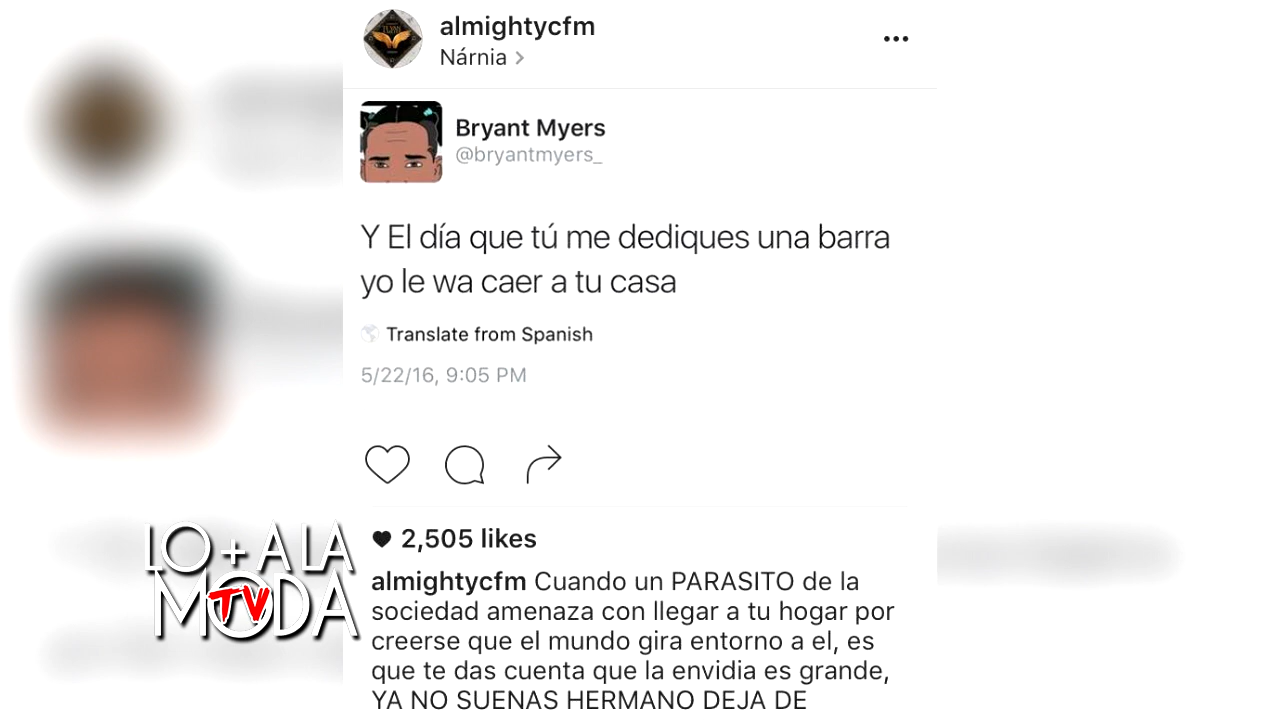 almightycfm
Nárnia
Bryant Myers
@bryantmyers_
Y El día que tú me dediques una barra
yo le wa caer a tu casa
Translate from Spanish
5/22/16, 9:05 PM
2,505 likes
almightycfm Cuando un PARASITO de la
sociedad amenaza con llegar a tu hogar por
creerse que el mundo gira entorno a el, es
que te das cuenta que la envidia es grande,
YA NO SUENAS HERMANO DEJA DE
LO + A LA
MODA
TV